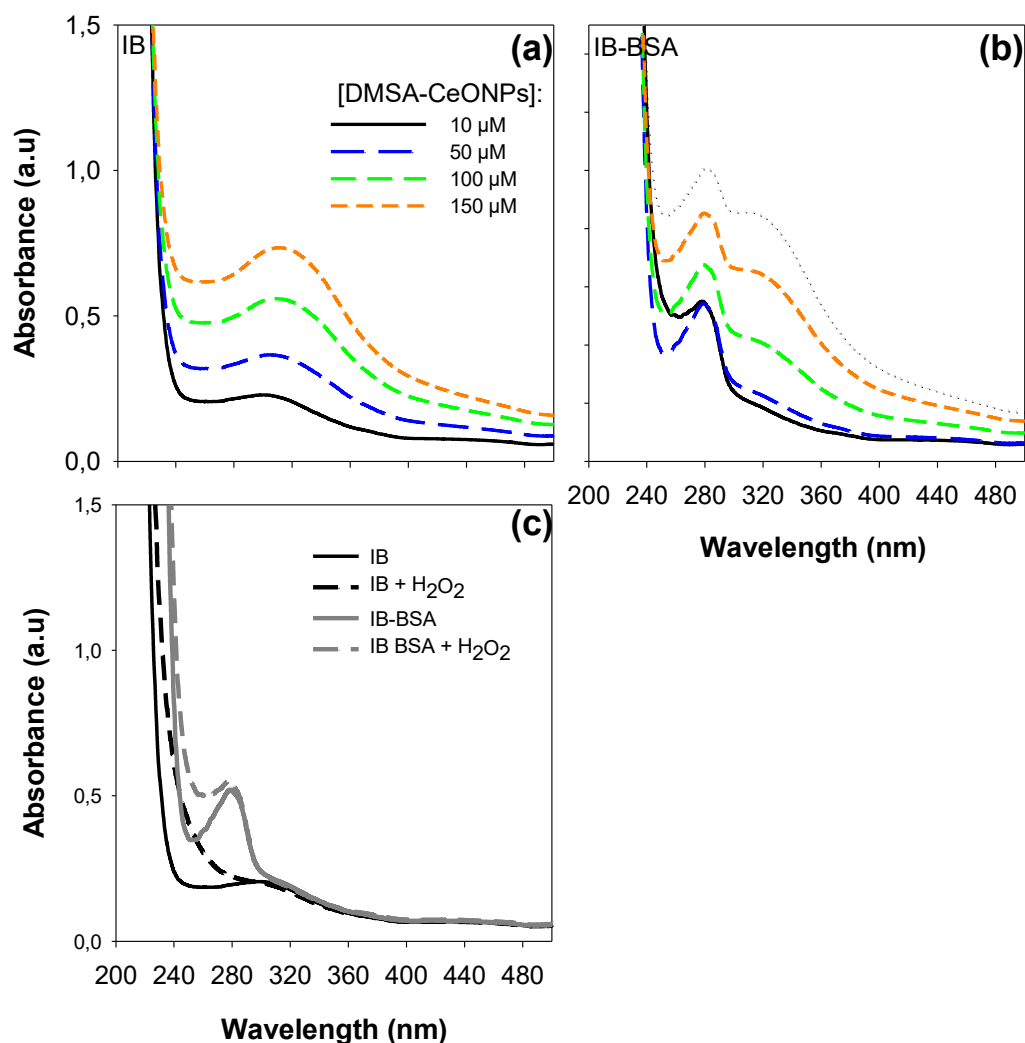 IB
(a)
[DMSA-CeONPs]:
10 µM
50 µM
100 µM
150 µM
1,5
1,0
0,5
0,0
Absorbance (a.u)
IB-BSA
(b)
200 240 280 320 360 400 440 480
Wavelength (nm)
(c)
IB
IB + H2O2
IB-BSA
IB BSA + H2O2
1,5
1,0
0,5
0,0
Absorbance (a.u)
200 240 280 320 360 400 440 480
Wavelength (nm)